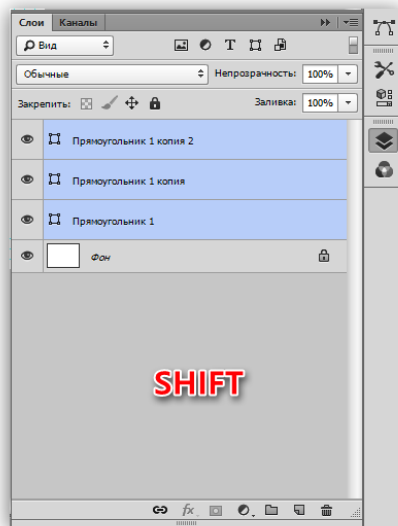 Слои Каналы
Вид
Обычные Непрозрачность: 100%
Закрепить: Заливка: 100%
Прямоугольник 1 копия 2
Прямоугольник 1 копия
Прямоугольник 1
Фон
SHIFT
fx